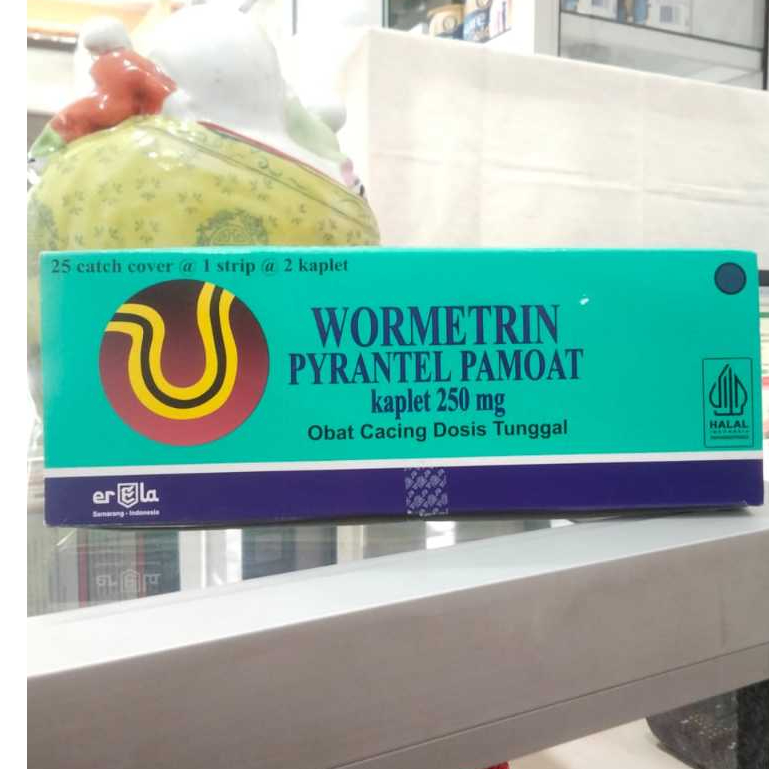 25 catch cover @ 1 strip @ 2 kaplet
WORMETRIN
PYRANTEL PAMOAT
kaplet 250 mg
Obat Cacing Dosis Tunggal
HALAL
INDONESIA
erela
Semarang - Indonesia